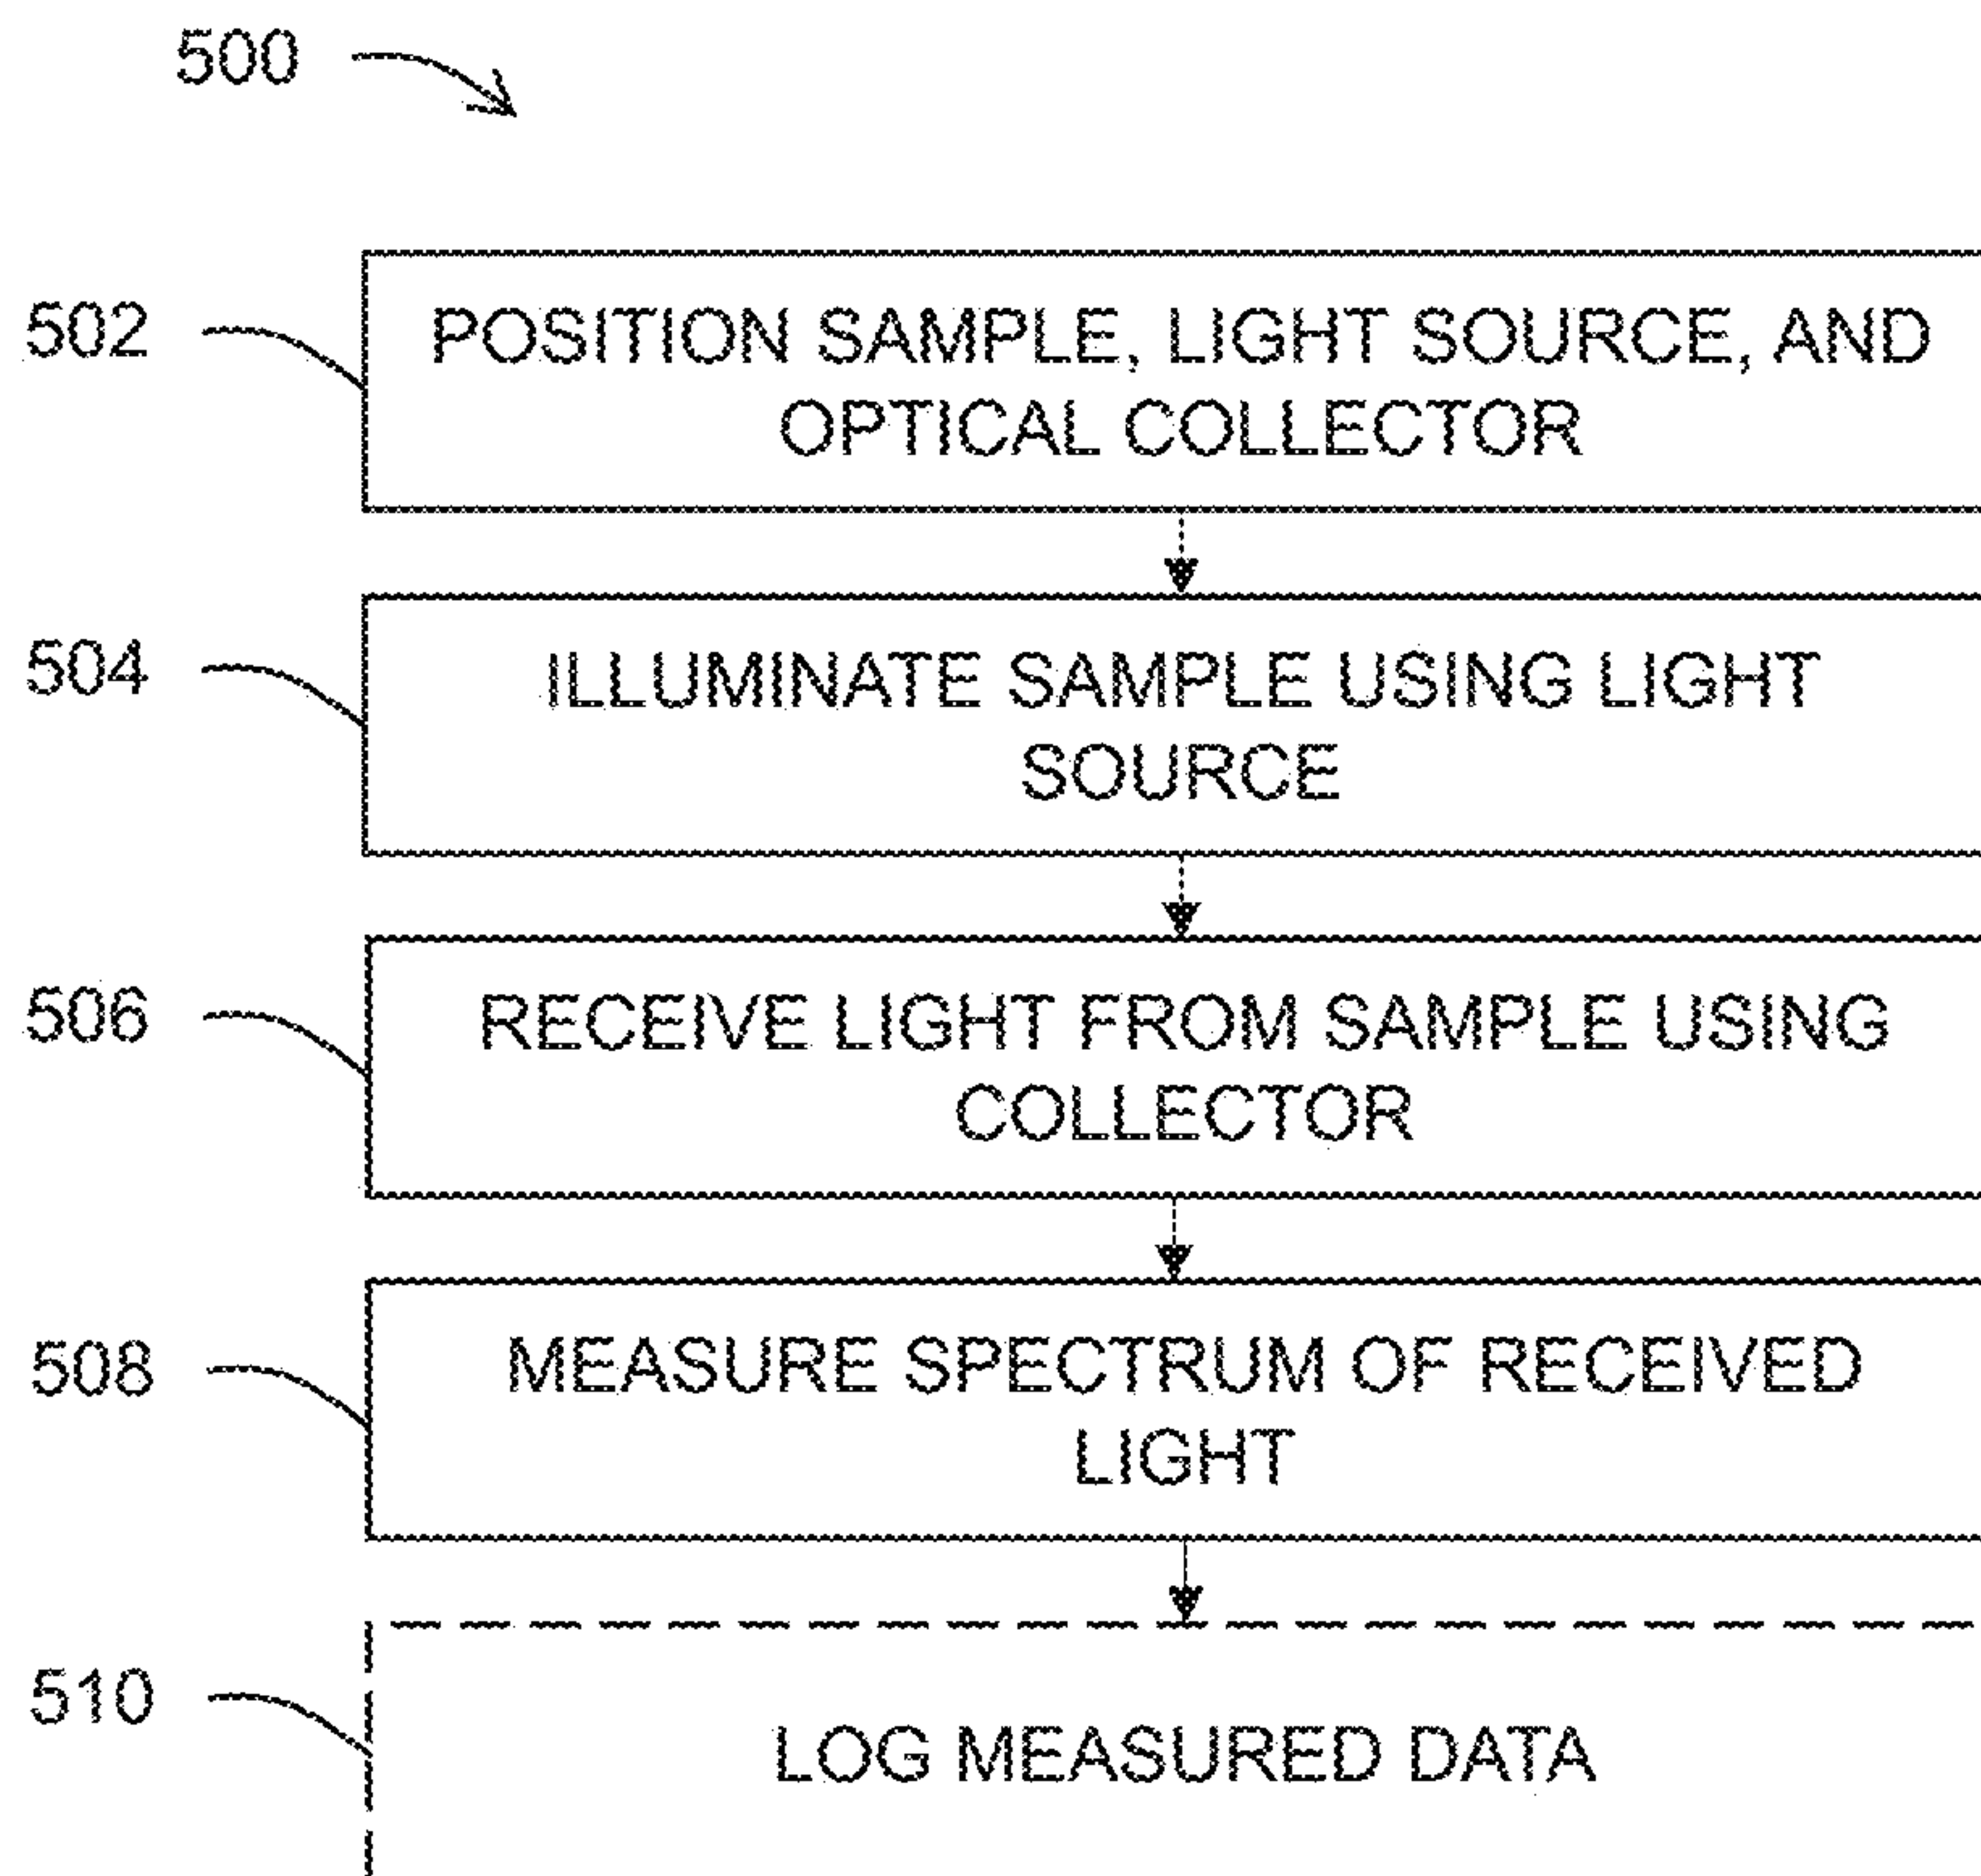 500
502
POSITION SAMPLE, LIGHT SOURCE, AND
OPTICAL COLLECTOR
504
ILLUMINATE SAMPLE USING LIGHT
SOURCE
506
RECEIVE LIGHT FROM SAMPLE USING
COLLECTOR
508
MEASURE SPECTRUM OF RECEIVED
LIGHT
510
LOG MEASURED DATA